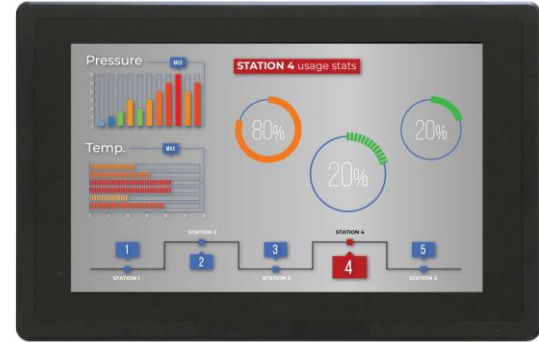 Pressure
MAX
STATION 4 usage stats
80%
20%
20%
Temp.
MAX
STATION 2
STATION 4
1
3
5
2
4
STATION 1
STATION 3
STATION 5